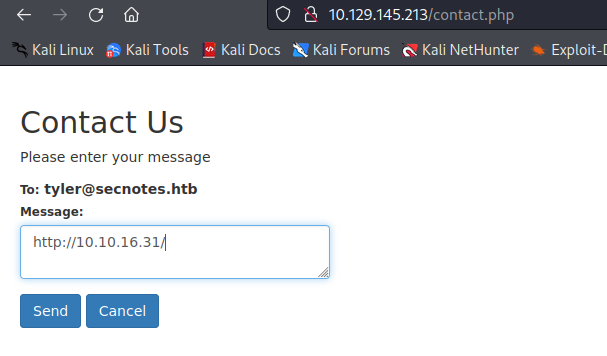 10.129.145.213/contact.php
Kali Linux Kali Tools Kali Docs Kali Forums Kali NetHunter Exploit-D
Contact Us
Please enter your message
To: tyler@secnotes.htb
Message:
http://10.10.16.31/
Send Cancel